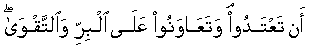 أَن تَعْتَدُوا۟ ۘ وَتَعَاوَنُوا۟ عَلَى ٱلْبِرِّ وَٱلتَّقْوَىٰ ۖ